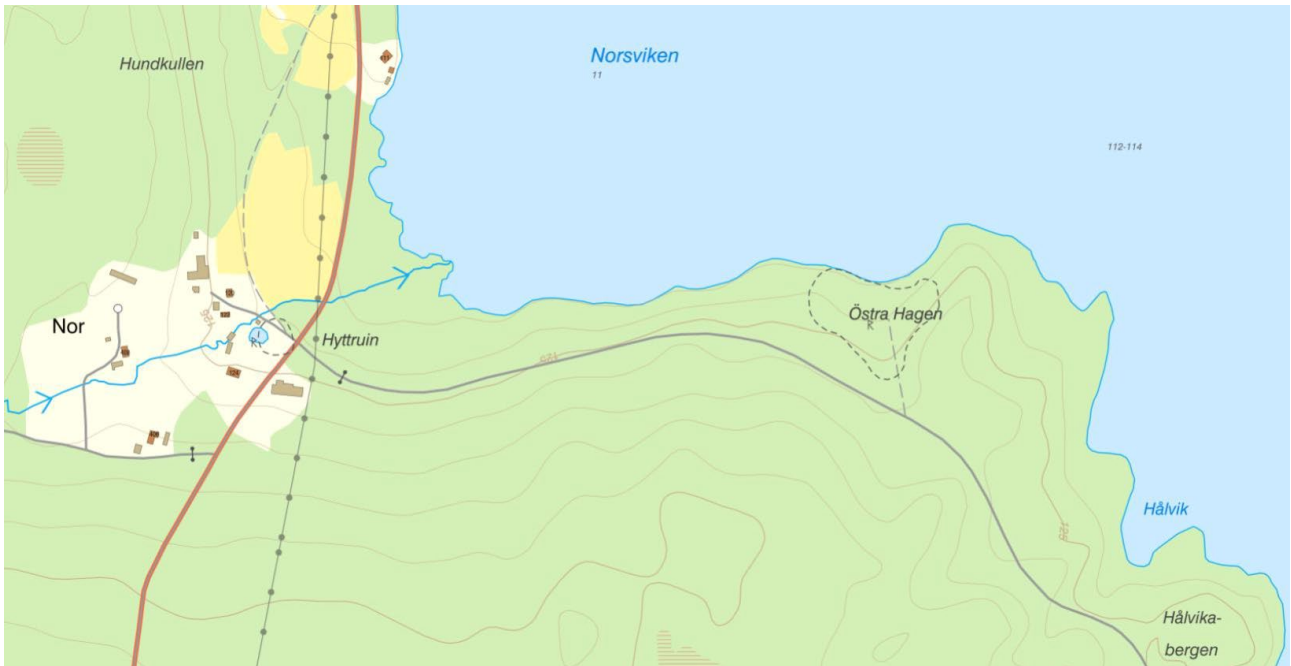 Hundkullen
Norsviken
11
112-114
Nor
Hyttruin
Östra Hagen
R
R
Hålvik
Hålvika-
bergen